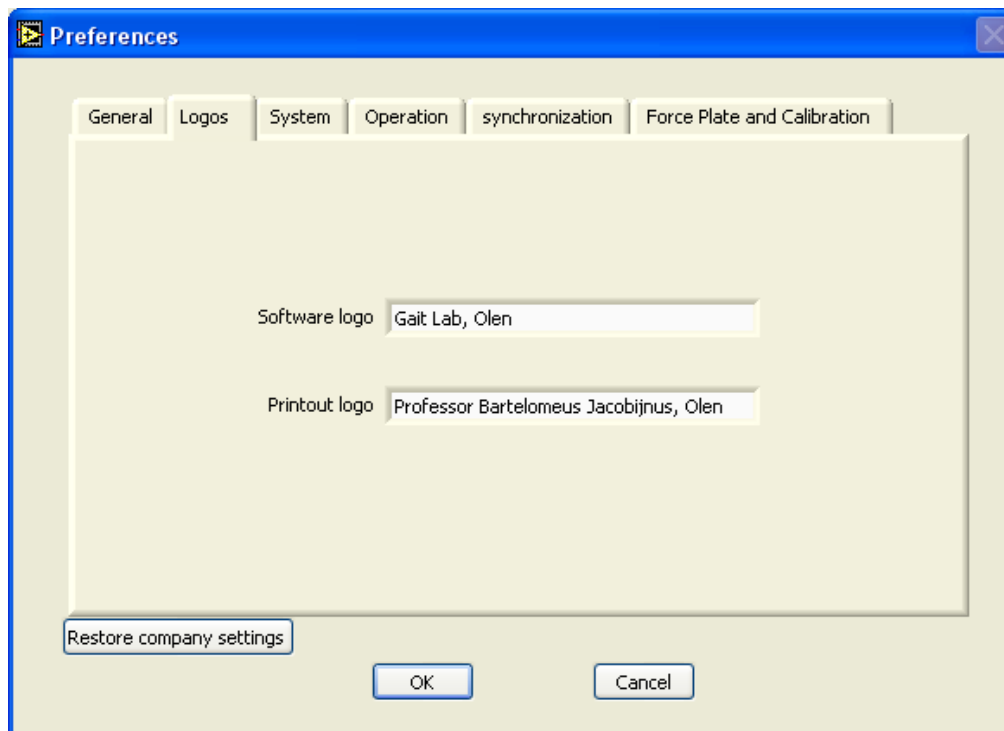 Preferences
General Logos System Operation synchronization Force Plate and Calibration
Software logo Gait Lab, Olen
Printout logo Professor Bartelomeus Jacobijnus, Olen
Restore company settings
OK Cancel